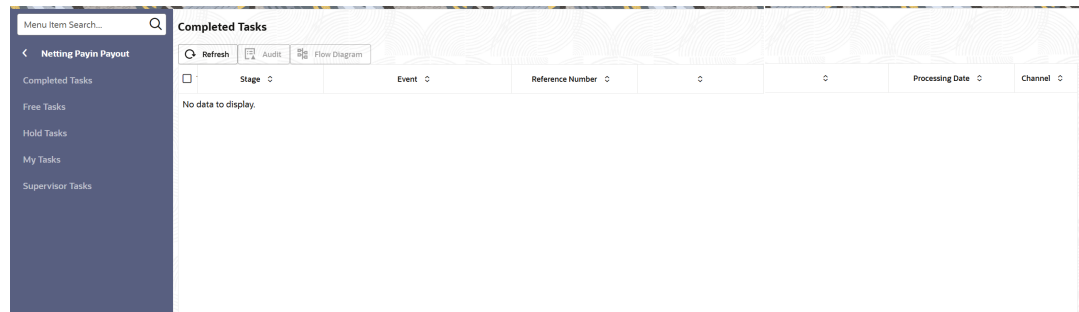 Menu Item Search...
Completed Tasks
Netting Payin Payout
Refresh
Audit
Flow Diagram
Completed Tasks
Stage
Event
Reference Number
Processing Date
Channel
Free Tasks
No data to display.
Hold Tasks
My Tasks
Supervisor Tasks